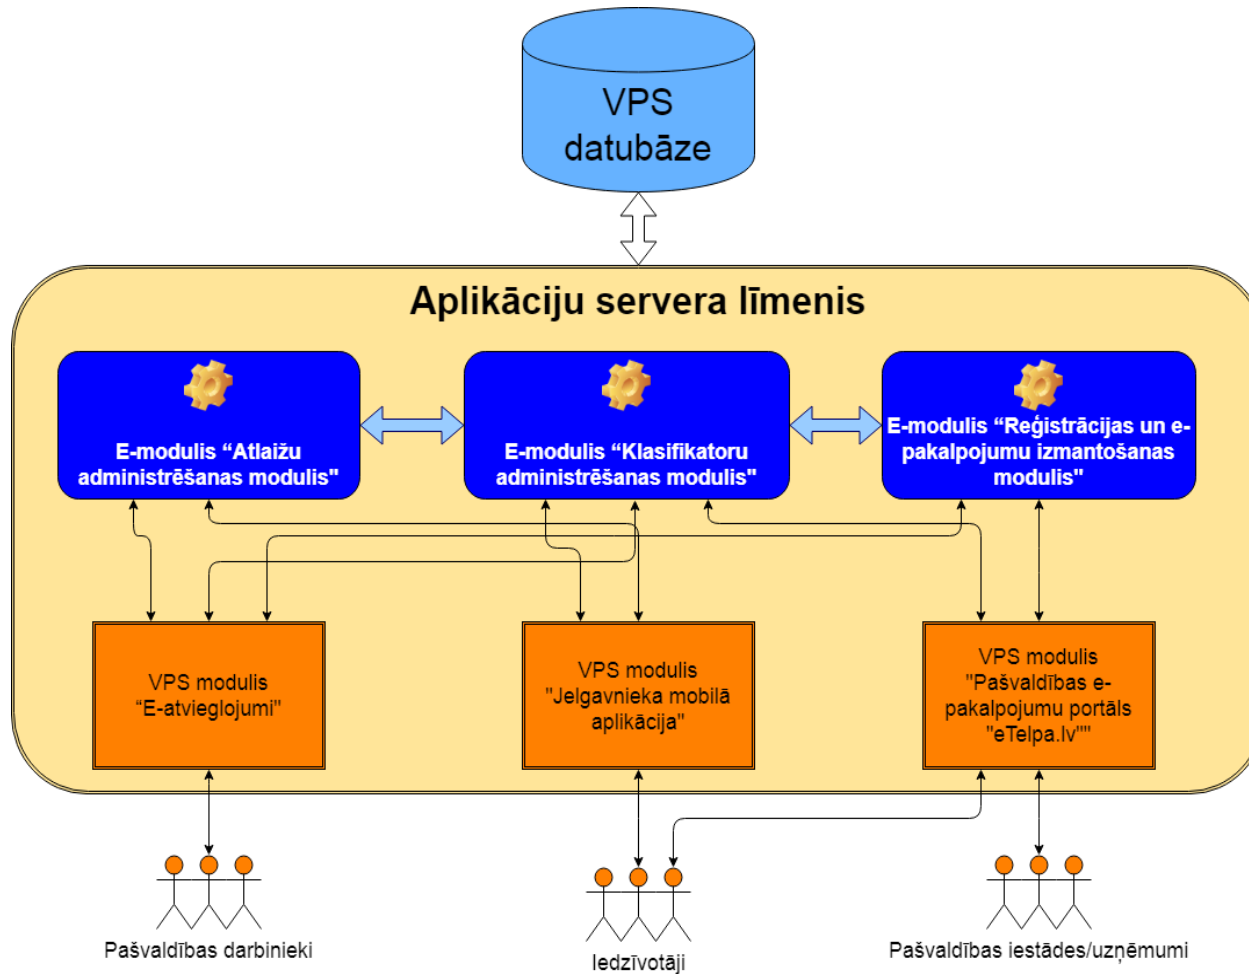 VPS
datubāze
Aplikāciju servera līmenis
E-modulis “Atlaižu
administrēšanas modulis"
E-modulis “Klasifikatoru
administrēšanas modulis"
E-modulis “Reģistrācijas un e-
pakalpojumu izmantošanas
modulis"
VPS modulis
“E-atvieglojumi"
VPS modulis
"Jelgavnieka mobilā
aplikācija"
VPS modulis
"Pašvaldības e-
pakalpojumu portāls
"eTelpa.lv""
Pašvaldības darbinieki
Iedzīvotāji
Pašvaldības iestādes/uzņēmumi